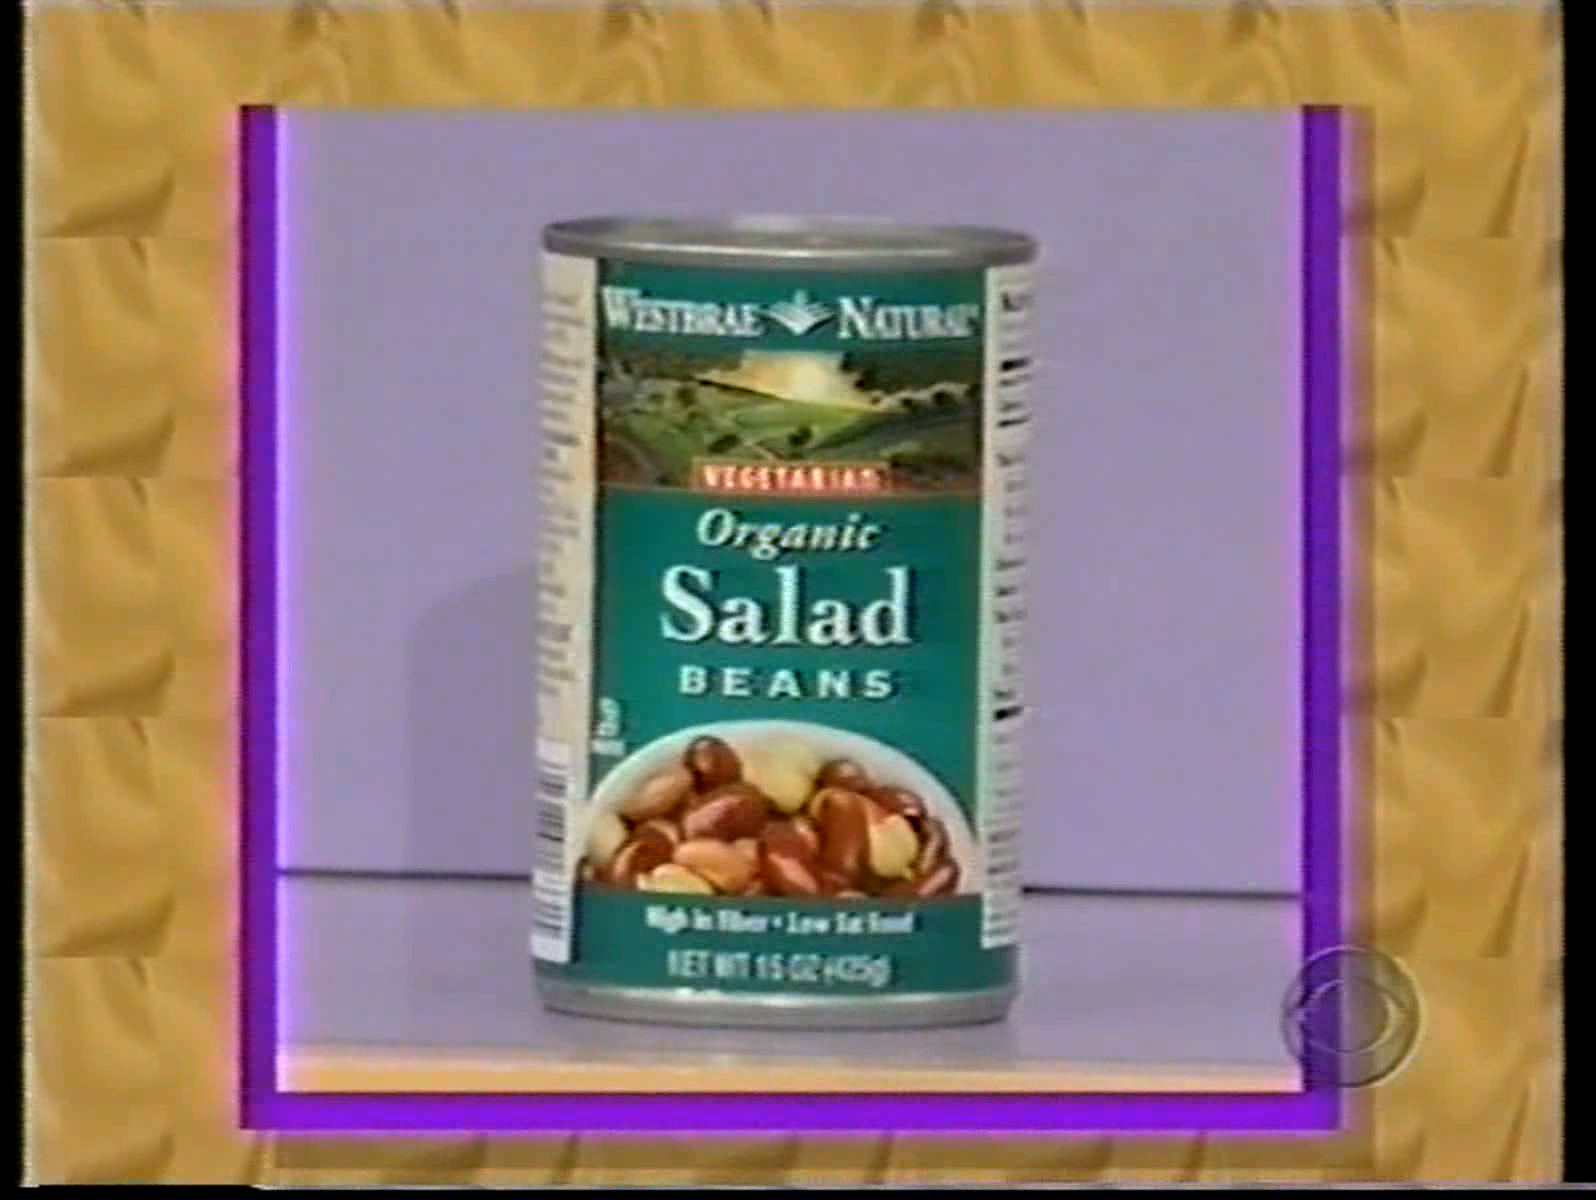 WESTBRAE NATURAL
VEGETARIAN
Organic
Salad
BEANS
High in Fiber • Low Fat Food
NET WT 15 OZ (425g)